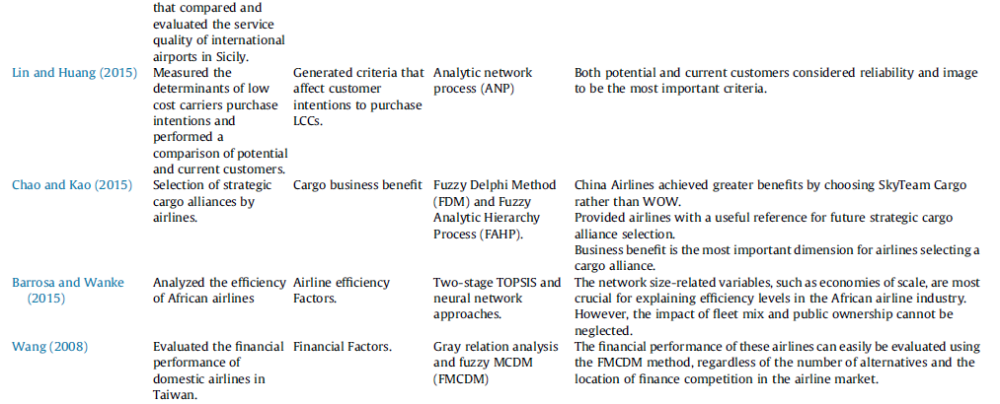 that compared and
evaluated the service
quality of international
airports in Sicily.
Lin and Huang (2015)
Measured the
determinants of low
cost carriers purchase
intentions and
performed a
comparison of potential
and current customers.
Generated criteria that
affect customer
intentions to purchase
LCCs.
Analytic network
process (ANP)
Both potential and current customers considered reliability and image
to be the most important criteria.
Chao and Kao (2015)
Selection of strategic
cargo alliances by
airlines.
Cargo business benefit
Fuzzy Delphi Method
(FDM) and Fuzzy
Analytic Hierarchy
Process (FAHP).
China Airlines achieved greater benefits by choosing SkyTeam Cargo
rather than WOW.
Provided airlines with a useful reference for future strategic cargo
alliance selection.
Business benefit is the most important dimension for airlines selecting a
cargo alliance.
Barrosa and Wanke
(2015)
Analyzed the efficiency
of African airlines
Airline efficiency
Factors.
Two-stage TOPSIS and
neural network
approaches.
The network size-related variables, such as economies of scale, are most
crucial for explaining efficiency levels in the African airline industry.
However, the impact of fleet mix and public ownership cannot be
neglected.
Wang (2008)
Evaluated the financial
performance of
domestic airlines in
Taiwan.
Financial Factors.
Gray relation analysis
and fuzzy MCDM
(FMCDM)
The financial performance of these airlines can easily be evaluated using
the FMCDM method, regardless of the number of alternatives and the
location of finance competition in the airline market.